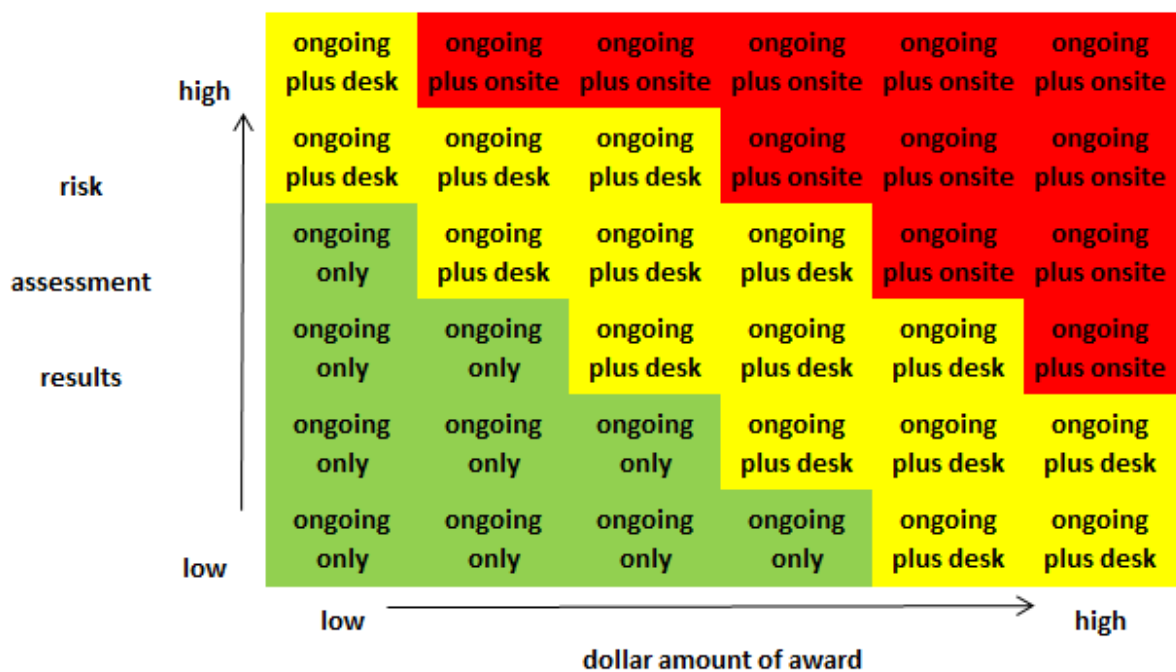 ongoing ongoing ongoing ongoing ongoing ongoing
plus desk plus onsite plus onsite plus onsite plus onsite plus onsite
high
ongoing ongoing ongoing ongoing ongoing ongoing
plus desk plus desk plus desk plus onsite plus onsite plus onsite
risk
ongoing ongoing ongoing ongoing ongoing ongoing
only plus desk plus desk plus desk plus onsite plus onsite
assessment
ongoing ongoing ongoing ongoing ongoing ongoing
only only plus desk plus desk plus desk plus onsite
results
ongoing ongoing ongoing ongoing ongoing ongoing
only only only plus desk plus desk plus desk
ongoing ongoing ongoing ongoing ongoing ongoing
only only only only plus desk plus desk
low
low high
dollar amount of award